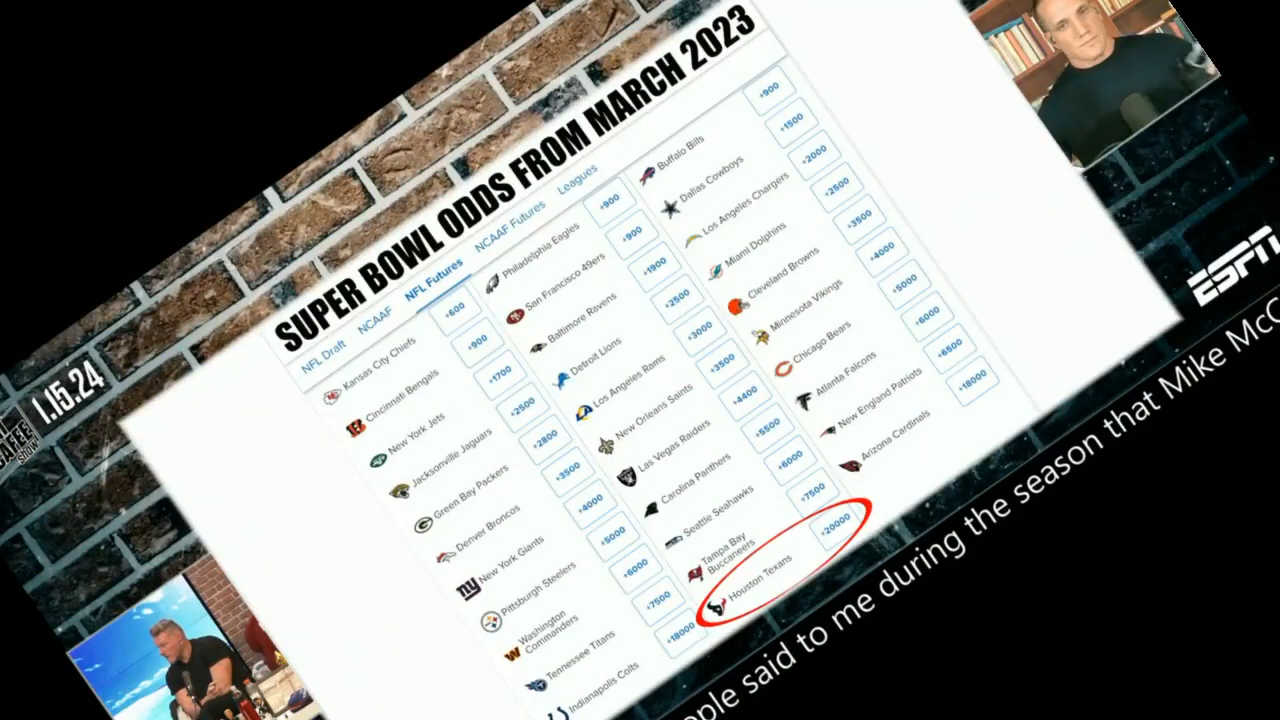 SUPER BOWL ODDS FROM MARCH 2023
NFL Draft NCAAF NFL Futures NCAAF Futures Leagues
Kansas City Chiefs +600 Philadelphia Eagles +900 Buffalo Bills +900
Cincinnati Bengals +900 San Francisco 49ers +900 Dallas Cowboys +1500
New York Jets +1700 Baltimore Ravens +1900 Los Angeles Chargers +2000
Jacksonville Jaguars +2500 Detroit Lions +2500 Miami Dolphins +2500
Green Bay Packers +2800 Los Angeles Rams +3000 Cleveland Browns +3500
Denver Broncos +3500 New Orleans Saints +3500 Minnesota Vikings +4000
New York Giants +4000 Las Vegas Raiders +4400 Chicago Bears +5000
Pittsburgh Steelers +5000 Carolina Panthers +5500 Atlanta Falcons +6000
Washington Commanders +6000 Seattle Seahawks +6000 New England Patriots +6500
Tennessee Titans +7500 Tampa Bay Buccaneers +7500 Arizona Cardinals +18000
Indianapolis Colts +18000 Houston Texans +20000
1.15.24
ESPN
said to me during the season that Mike